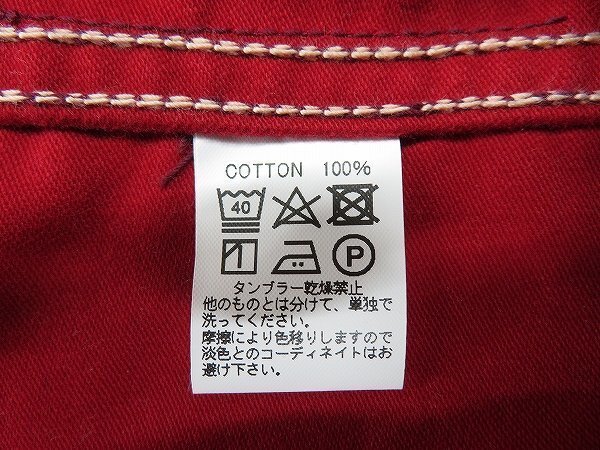 COTTON 100%
40
P
タンブラー乾燥禁止
他のものとは分けて、単独で
洗ってください。
摩擦により色移りしますので
淡色とのコーディネイトはお
避け下さい。